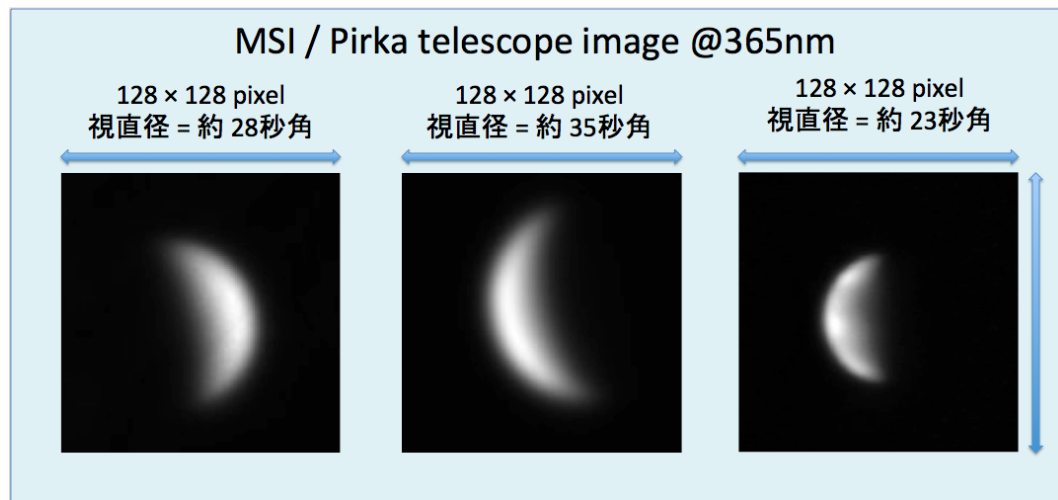 MSI / Pirka telescope image @365nm
128 × 128 pixel
視直径 = 約 28秒角
128 × 128 pixel
視直径 = 約 35秒角
128 × 128 pixel
視直径 = 約 23秒角